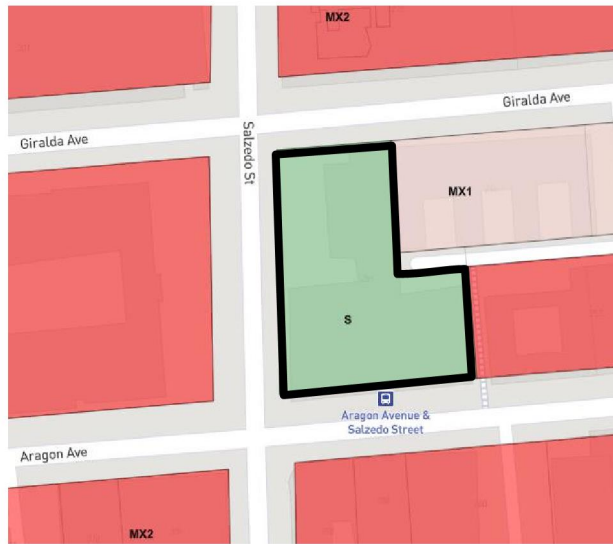 MX2
Giralda Ave
Giralda Ave
Salzedo St
MX1
S
Aragon Avenue &
Salzedo Street
Aragon Ave
MX2